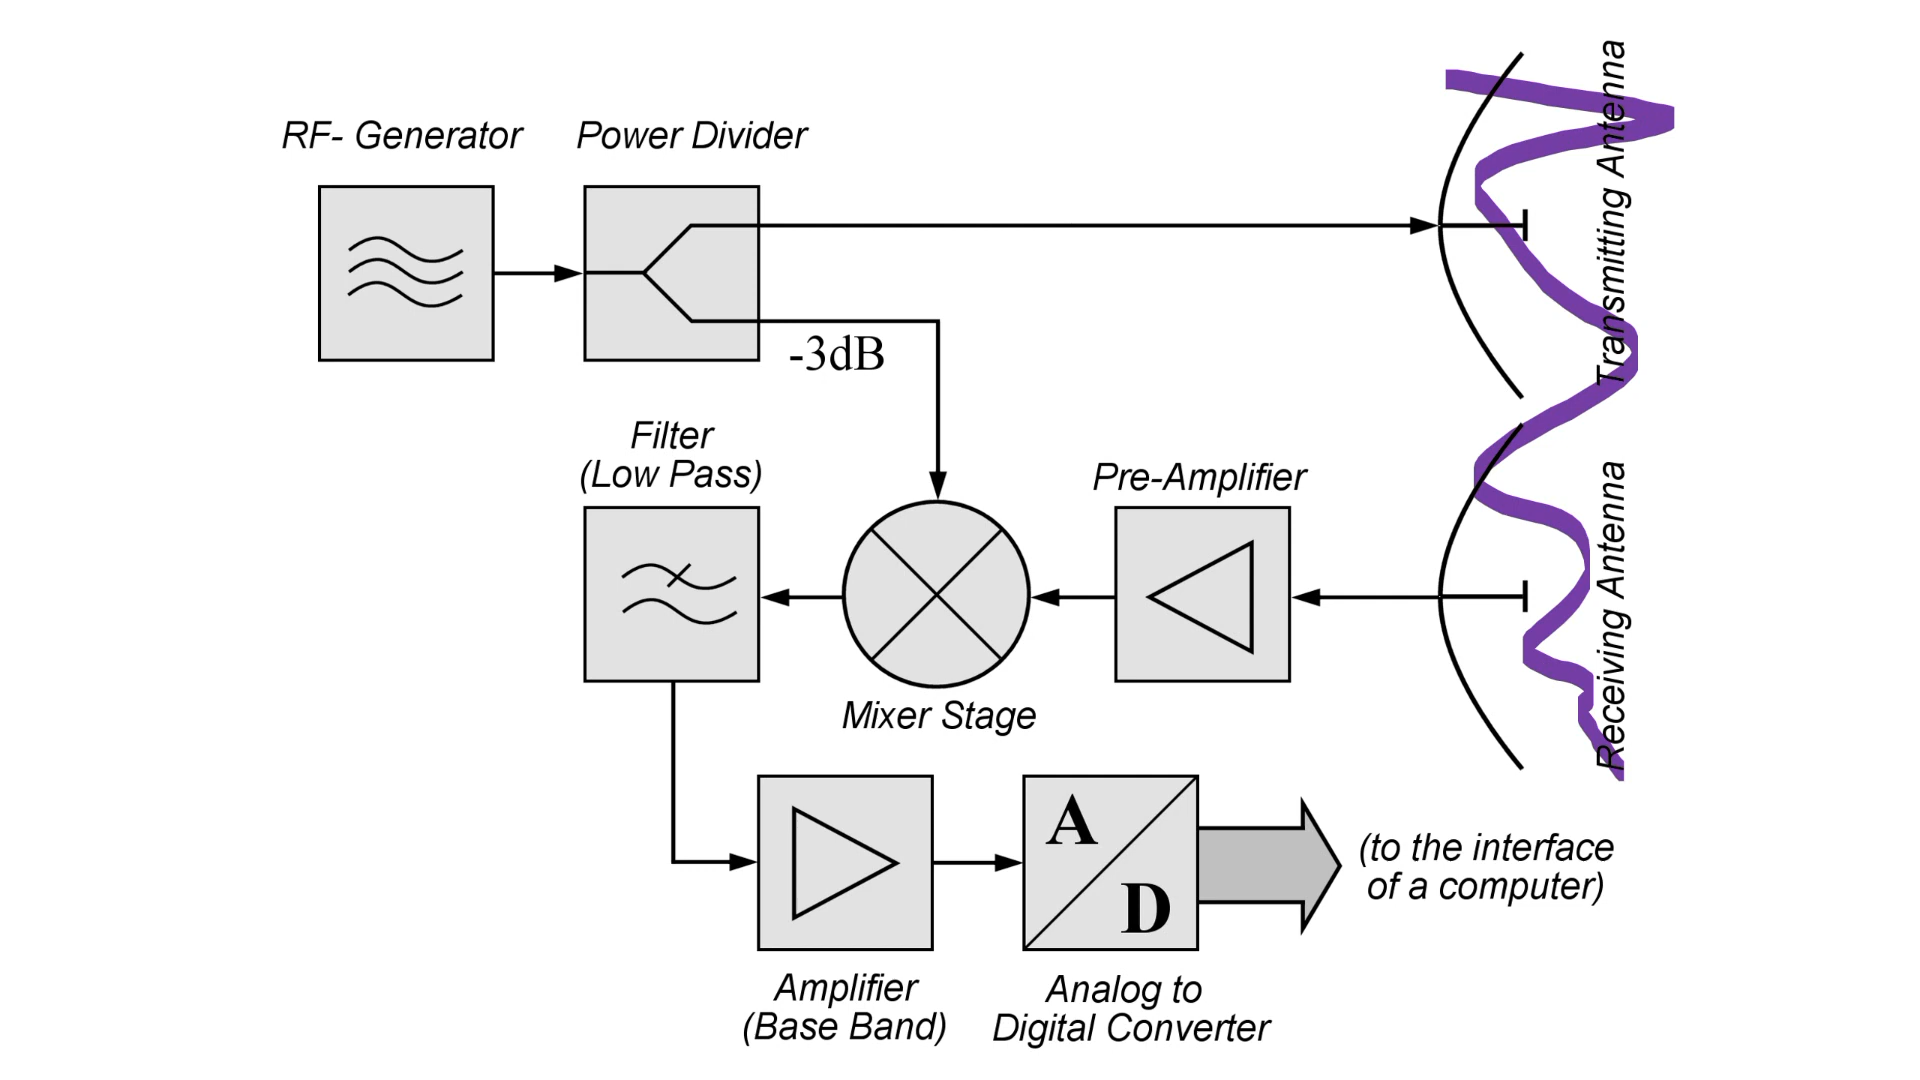 RF- Generator
Power Divider
Transmitting Antenna
-3dB
Filter
(Low Pass)
Pre-Amplifier
Receiving Antenna
Mixer Stage
A
D
(to the interface
of a computer)
Amplifier
(Base Band)
Analog to
Digital Converter